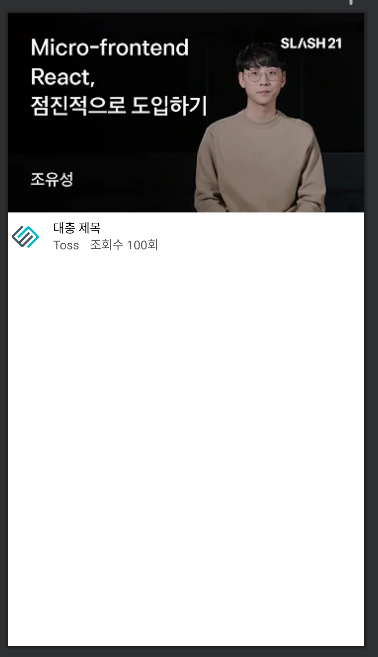 Micro-frontend
SLASH 21
React,
점진적으로 도입하기
조유성
대충 제목
Toss 조회수 100회